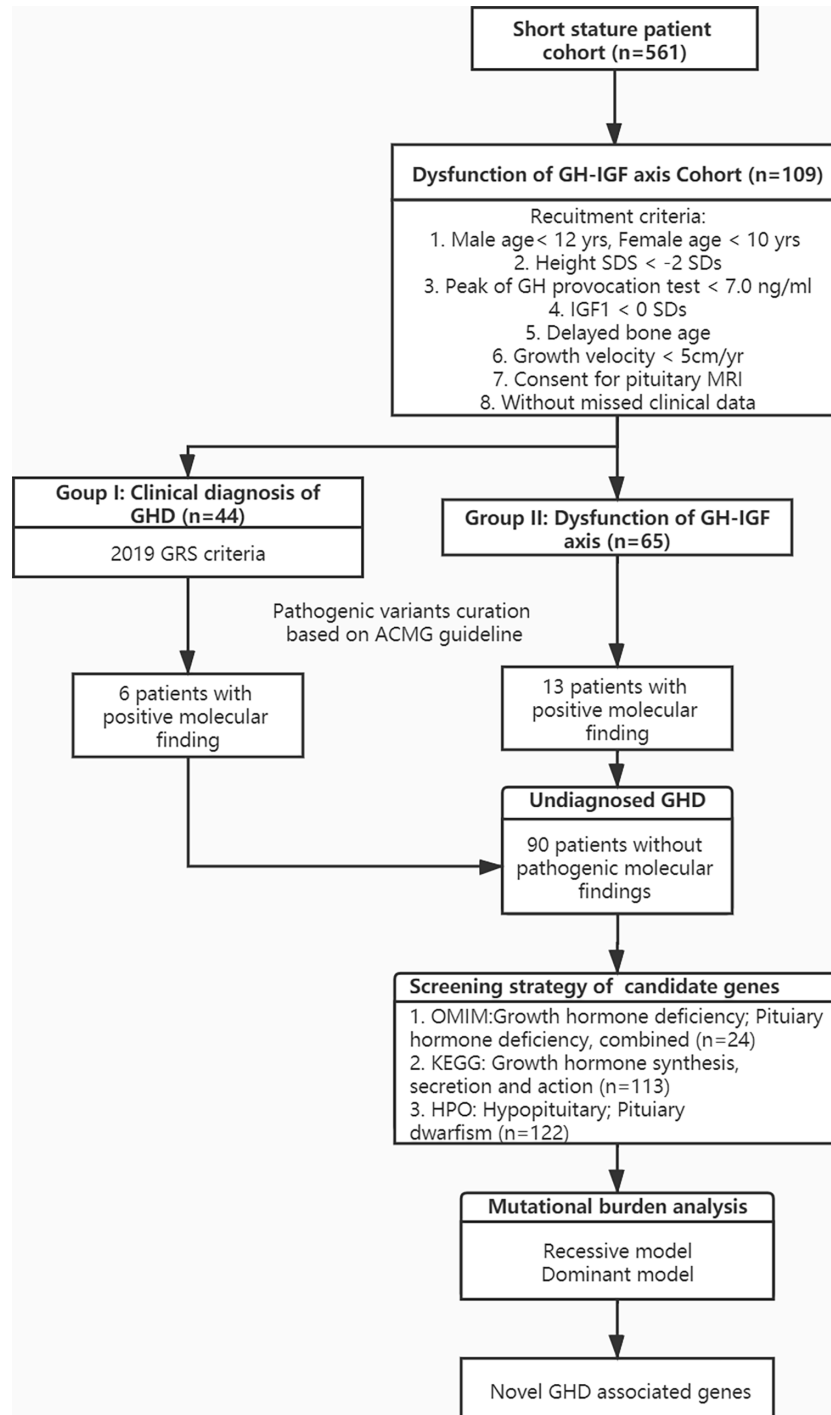 Short stature patient
cohort (n=561)
Dysfunction of GH-IGF axis Cohort (n=109)
Recuitment criteria:
1. Male age< 12 yrs, Female age < 10 yrs
2. Height SDS < -2 SDs
3. Peak of GH provocation test < 7.0 ng/ml
4. IGF1 < 0 SDs
5. Delayed bone age
6. Growth velocity < 5cm/yr
7. Consent for pituitary MRI
8. Without missed clinical data
Goup I: Clinical diagnosis of
GHD (n=44)
2019 GRS criteria
Group II: Dysfunction of GH-IGF
axis (n=65)
Pathogenic variants curation
based on ACMG guideline
6 patients with
positive molecular
finding
13 patients with
positive molecular
finding
Undiagnosed GHD
90 patients without
pathogenic molecular
findings
Screening strategy of candidate genes
1. OMIM:Growth hormone deficiency; Pituiary
hormone deficiency, combined (n=24)
2. KEGG: Growth hormone synthesis,
secretion and action (n=113)
3. HPO: Hypopituitary; Pituiary
dwarfism (n=122)
Mutational burden analysis
Recessive model
Dominant model
Novel GHD associated genes